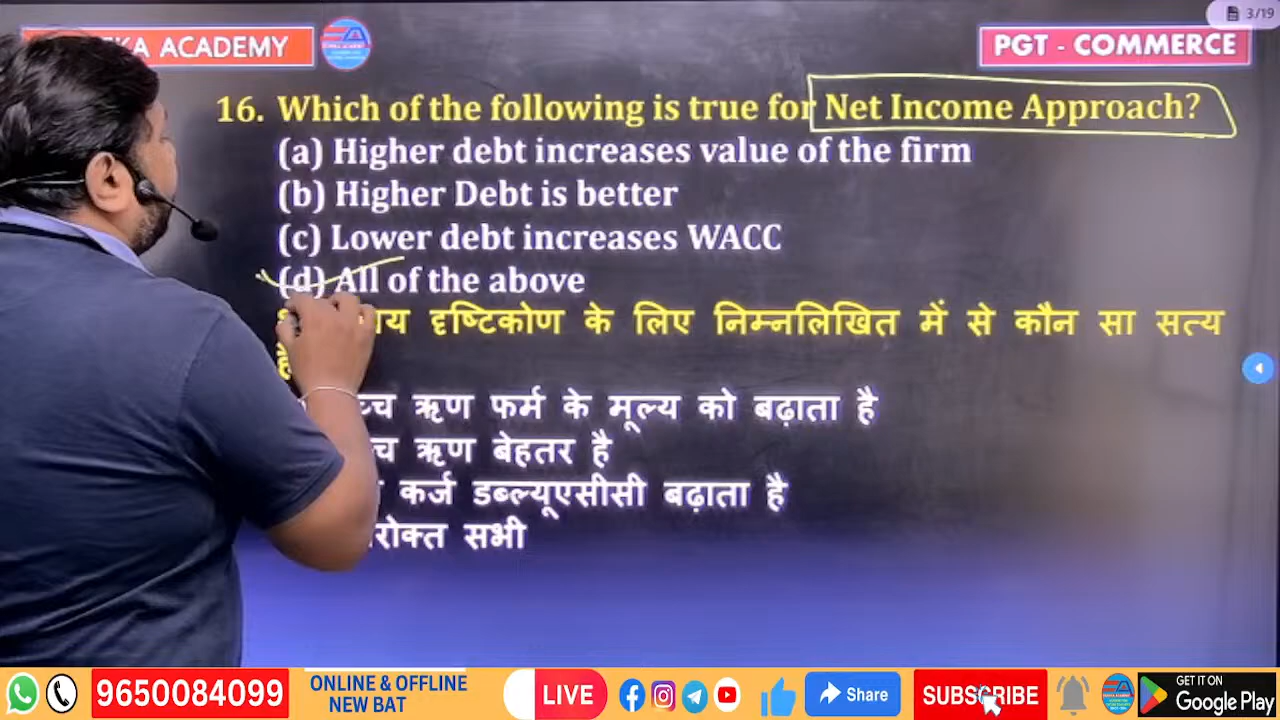 3/19
KA ACADEMY
PGT - COMMERCE
16. Which of the following is true for Net Income Approach?
(a) Higher debt increases value of the firm
(b) Higher Debt is better
(c) Lower debt increases WACC
(d) All of the above
दृष्टिकोण के लिए निम्नलिखित में से कौन सा सत्य
है
ऋण फर्म के मूल्य को बढ़ाता है
ऋण बेहतर है
कर्ज डब्ल्यूएसीसी बढ़ाता है
सभी
9650084099
ONLINE & OFFLINE
NEW BAT
LIVE
Share
SUBSCRIBE
GET IT ON
Google Play